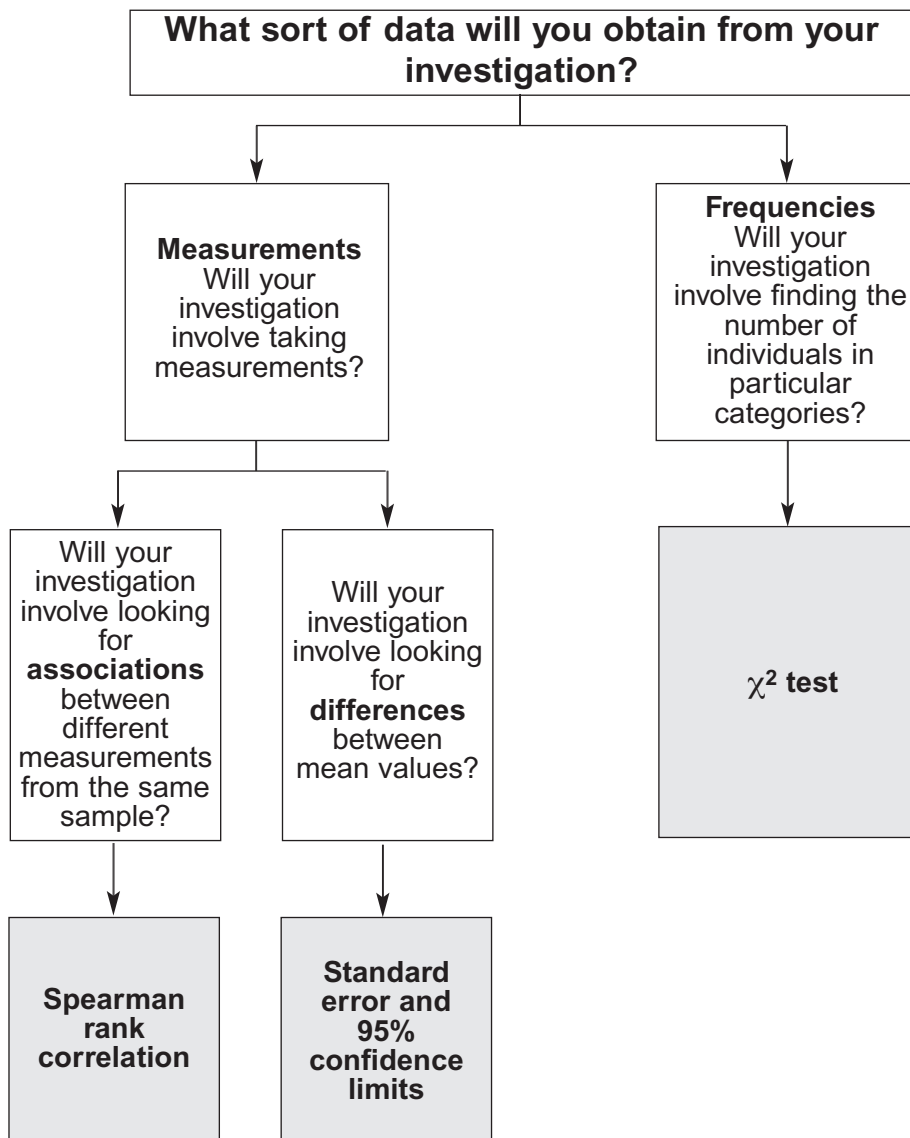 What sort of data will you obtain from your
investigation?
Measurements
Will your
investigation
involve taking
measurements?
Frequencies
Will your
investigation
involve finding the
number of
individuals in
particular
categories?
Will your
investigation
involve looking
for
associations
between
different
measurements
from the same
sample?
Will your
investigation
involve looking
for
differences
between
mean values?
χ² test
Spearman
rank
correlation
Standard
error and
95%
confidence
limits